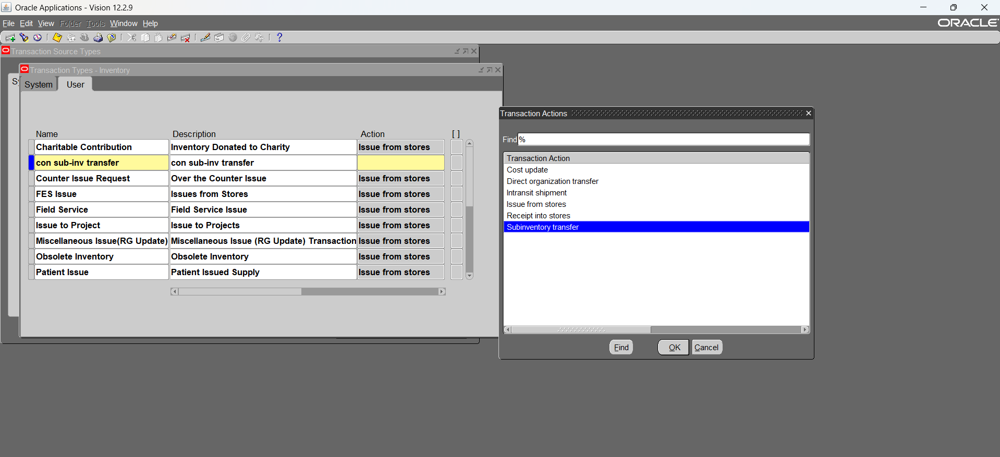 Oracle Applications - Vision 12.2.9
File Edit View Folder Tools Window Help
ORACLE
Transaction Source Types
Transaction Types - Inventory
System User
Name Description Action [ ]
Charitable Contribution Inventory Donated to Charity Issue from stores
con sub-inv transfer con sub-inv transfer
Counter Issue Request Over the Counter Issue Issue from stores
FES Issue Issues from Stores Issue from stores
Field Service Field Service Issue Issue from stores
Issue to Project Issue to Projects Issue from stores
Miscellaneous Issue(RG Update) Miscellaneous Issue (RG Update) Transaction Issue from stores
Obsolete Inventory Obsolete Inventory Issue from stores
Patient Issue Patient Issued Supply Issue from stores
Transaction Actions
Find %
Transaction Action
Cost update
Direct organization transfer
Intransit shipment
Issue from stores
Receipt into stores
Subinventory transfer
Find OK Cancel